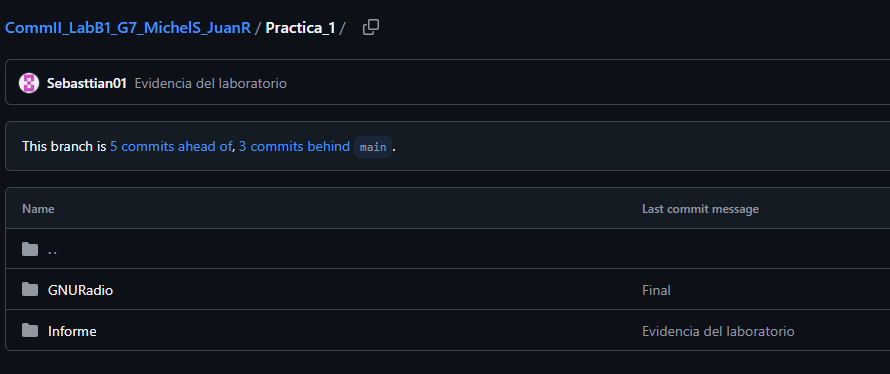 CommII_LabB1_G7_MichelS_JuanR / Practica_1 /
Sebasttian01 Evidencia del laboratorio
This branch is 5 commits ahead of, 3 commits behind main .
Name Last commit message
..
GNURadio Final
Informe Evidencia del laboratorio